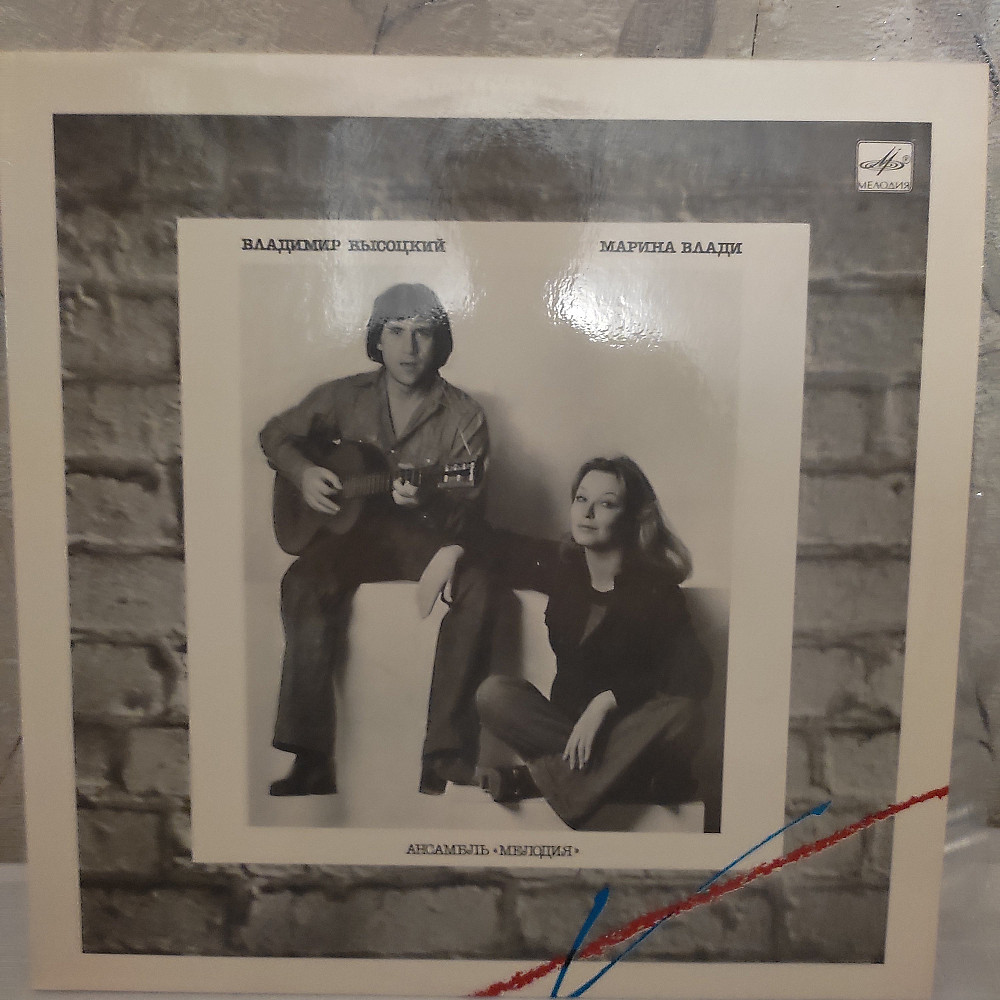 МЕЛОДИЯ
ВЛАДИМИР ВЫСОЦКИЙ
МАРИНА ВЛАДИ
АНСАМБЛЬ «МЕЛОДИЯ»